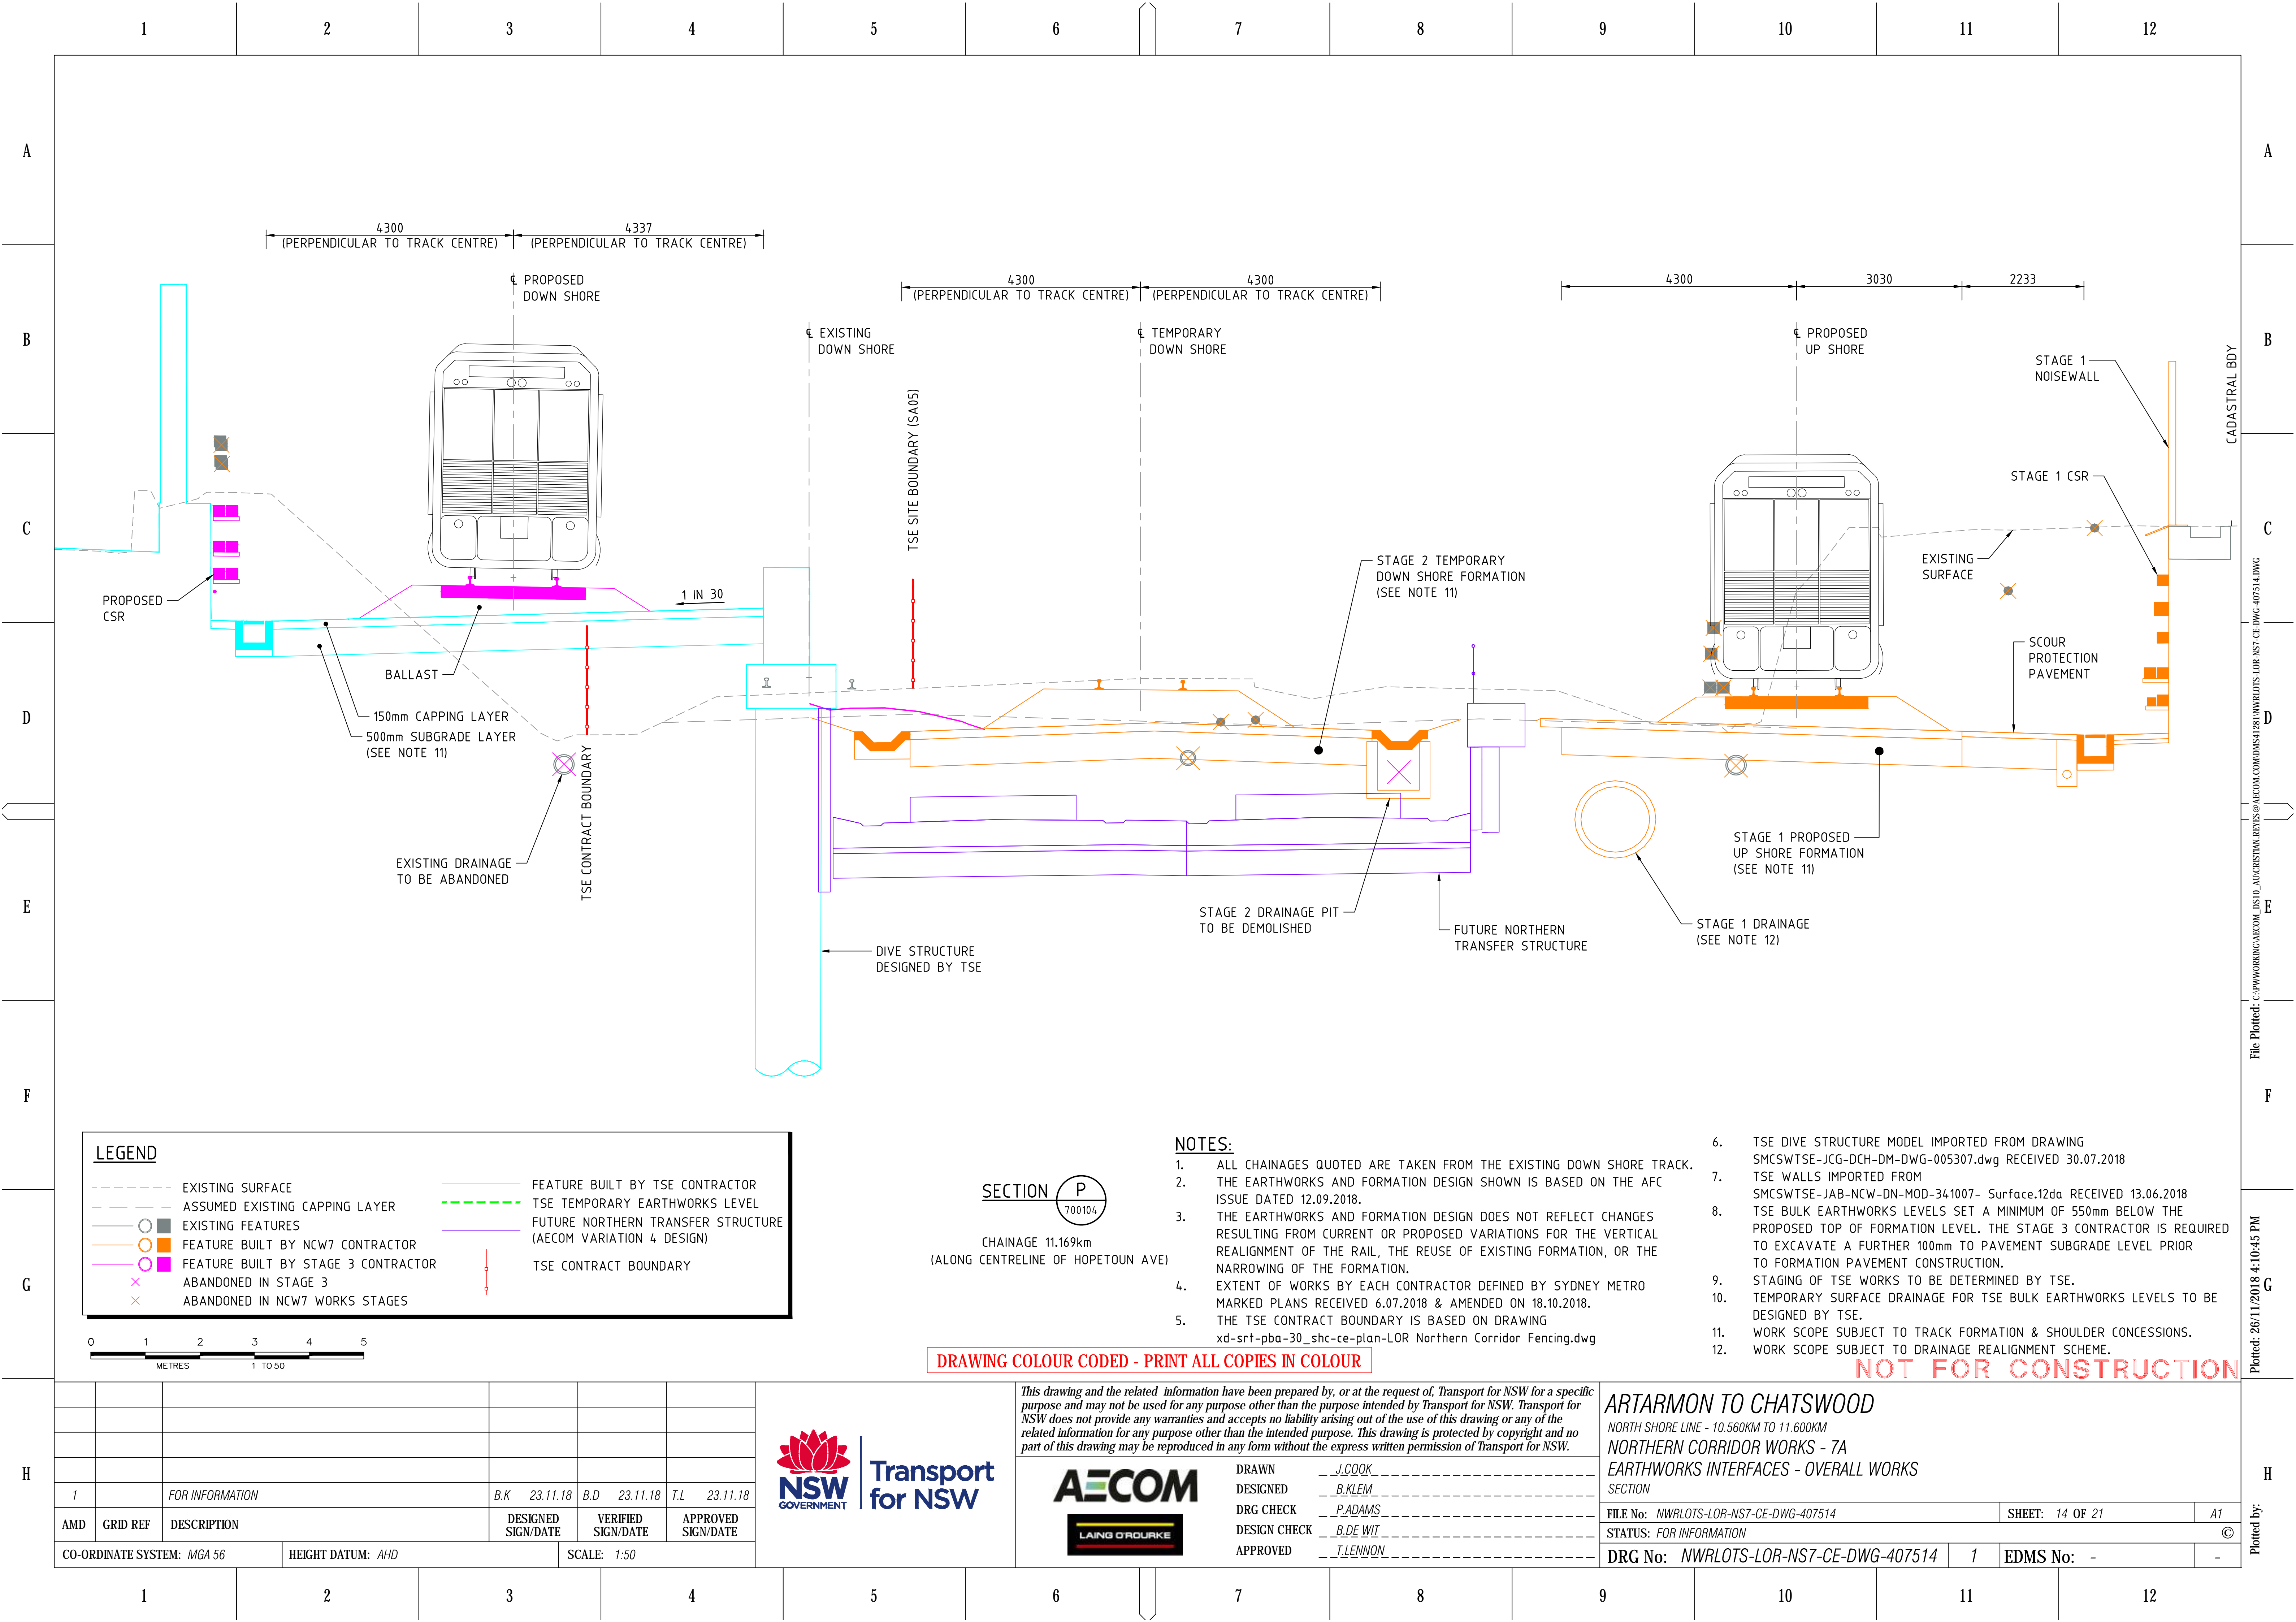 1 2 3 4 5 6 7 8 9 10 11 12
A
B
C
D
E
F
G
H
A
B
C
D
E
F
G
H
4300
(PERPENDICULAR TO TRACK CENTRE)
4337
(PERPENDICULAR TO TRACK CENTRE)
℄ PROPOSED
DOWN SHORE
4300
(PERPENDICULAR TO TRACK CENTRE)
4300
(PERPENDICULAR TO TRACK CENTRE)
4300
3030
2233
℄ EXISTING
DOWN SHORE
℄ TEMPORARY
DOWN SHORE
℄ PROPOSED
UP SHORE
STAGE 1
NOISEWALL
CADASTRAL BDY
TSE SITE BOUNDARY (SA05)
STAGE 1 CSR
EXISTING
SURFACE
STAGE 2 TEMPORARY
DOWN SHORE FORMATION
(SEE NOTE 11)
PROPOSED
CSR
1 IN 30
SCOUR
PROTECTION
PAVEMENT
BALLAST
150mm CAPPING LAYER
500mm SUBGRADE LAYER
(SEE NOTE 11)
TSE CONTRACT BOUNDARY
EXISTING DRAINAGE
TO BE ABANDONED
STAGE 1 PROPOSED
UP SHORE FORMATION
(SEE NOTE 11)
STAGE 2 DRAINAGE PIT
TO BE DEMOLISHED
FUTURE NORTHERN
TRANSFER STRUCTURE
STAGE 1 DRAINAGE
(SEE NOTE 12)
DIVE STRUCTURE
DESIGNED BY TSE
LEGEND
EXISTING SURFACE
ASSUMED EXISTING CAPPING LAYER
EXISTING FEATURES
FEATURE BUILT BY NCW7 CONTRACTOR
FEATURE BUILT BY STAGE 3 CONTRACTOR
ABANDONED IN STAGE 3
ABANDONED IN NCW7 WORKS STAGES
FEATURE BUILT BY TSE CONTRACTOR
TSE TEMPORARY EARTHWORKS LEVEL
FUTURE NORTHERN TRANSFER STRUCTURE
(AECOM VARIATION 4 DESIGN)
TSE CONTRACT BOUNDARY
0 1 2 3 4 5
METRES 1 TO 50
SECTION P
700104
CHAINAGE 11.169km
(ALONG CENTRELINE OF HOPETOUN AVE)
NOTES:
1. ALL CHAINAGES QUOTED ARE TAKEN FROM THE EXISTING DOWN SHORE TRACK.
2. THE EARTHWORKS AND FORMATION DESIGN SHOWN IS BASED ON THE AFC
ISSUE DATED 12.09.2018.
3. THE EARTHWORKS AND FORMATION DESIGN DOES NOT REFLECT CHANGES
RESULTING FROM CURRENT OR PROPOSED VARIATIONS FOR THE VERTICAL
REALIGNMENT OF THE RAIL, THE REUSE OF EXISTING FORMATION, OR THE
NARROWING OF THE FORMATION.
4. EXTENT OF WORKS BY EACH CONTRACTOR DEFINED BY SYDNEY METRO
MARKED PLANS RECEIVED 6.07.2018 & AMENDED ON 18.10.2018.
5. THE TSE CONTRACT BOUNDARY IS BASED ON DRAWING
xd-srt-pba-30_shc-ce-plan-LOR Northern Corridor Fencing.dwg
6. TSE DIVE STRUCTURE MODEL IMPORTED FROM DRAWING
SMCSWTSE-JCG-DCH-DM-DWG-005307.dwg RECEIVED 30.07.2018
7. TSE WALLS IMPORTED FROM
SMCSWTSE-JAB-NCW-DN-MOD-341007- Surface.12da RECEIVED 13.06.2018
8. TSE BULK EARTHWORKS LEVELS SET A MINIMUM OF 550mm BELOW THE
PROPOSED TOP OF FORMATION LEVEL. THE STAGE 3 CONTRACTOR IS REQUIRED
TO EXCAVATE A FURTHER 100mm TO PAVEMENT SUBGRADE LEVEL PRIOR
TO FORMATION PAVEMENT CONSTRUCTION.
9. STAGING OF TSE WORKS TO BE DETERMINED BY TSE.
10. TEMPORARY SURFACE DRAINAGE FOR TSE BULK EARTHWORKS LEVELS TO BE
DESIGNED BY TSE.
11. WORK SCOPE SUBJECT TO TRACK FORMATION & SHOULDER CONCESSIONS.
12. WORK SCOPE SUBJECT TO DRAINAGE REALIGNMENT SCHEME.
DRAWING COLOUR CODED - PRINT ALL COPIES IN COLOUR
NOT FOR CONSTRUCTION
1 FOR INFORMATION B.K 23.11.18 B.D 23.11.18 T.L 23.11.18
AMD GRID REF DESCRIPTION DESIGNED SIGN/DATE VERIFIED SIGN/DATE APPROVED SIGN/DATE
CO-ORDINATE SYSTEM: MGA 56 HEIGHT DATUM: AHD SCALE: 1:50
NSW
GOVERNMENT
Transport
for NSW
This drawing and the related information have been prepared by, or at the request of, Transport for NSW for a specific
purpose and may not be used for any purpose other than the purpose intended by Transport for NSW. Transport for
NSW does not provide any warranties and accepts no liability arising out of the use of this drawing or any of the
related information for any purpose other than the intended purpose. This drawing is protected by copyright and no
part of this drawing may be reproduced in any form without the express written permission of Transport for NSW.
AECOM
LAING O'ROURKE
DRAWN J.COOK
DESIGNED B.KLEM
DRG CHECK P.ADAMS
DESIGN CHECK B.DE WIT
APPROVED T.LENNON
ARTARMON TO CHATSWOOD
NORTH SHORE LINE - 10.560KM TO 11.600KM
NORTHERN CORRIDOR WORKS - 7A
EARTHWORKS INTERFACES - OVERALL WORKS
SECTION
FILE No: NWRLOTS-LOR-NS7-CE-DWG-407514 SHEET: 14 OF 21 A1
STATUS: FOR INFORMATION ©
DRG No: NWRLOTS-LOR-NS7-CE-DWG-407514 1 EDMS No: - -
File Plotted: C:\PWWORKING\AECOM_DS10_AU\CRISTIAN.REYES@AECOM.COM\DMS41281\NWRLOTS-LOR-NS7-CE-DWG-407514.DWG
Plotted: 26/11/2018 4:10:45 PM
Plotted by:
1 2 3 4 5 6 7 8 9 10 11 12